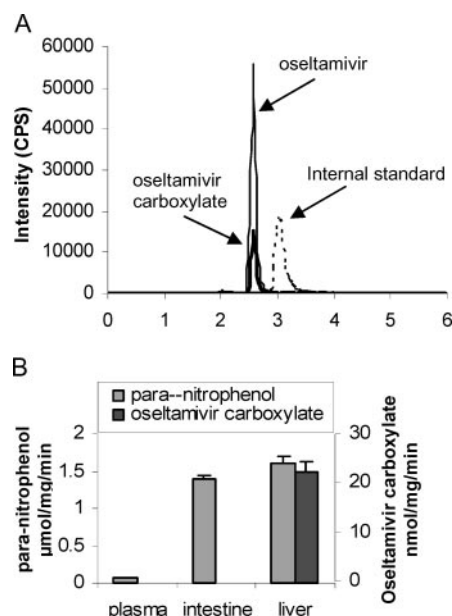 A
60000
50000
40000
30000
20000
10000
0
Intensity (CPS)
oseltamivir
oseltamivir
carboxylate
Internal standard
0 1 2 3 4 5 6
B
para--nitrophenol
oseltamivir carboxylate
para-nitrophenol
µmol/mg/min
2
1.5
1
0.5
0
30
20
10
0
Oseltamivir carboxylate
nmol/mg/min
plasma intestine liver